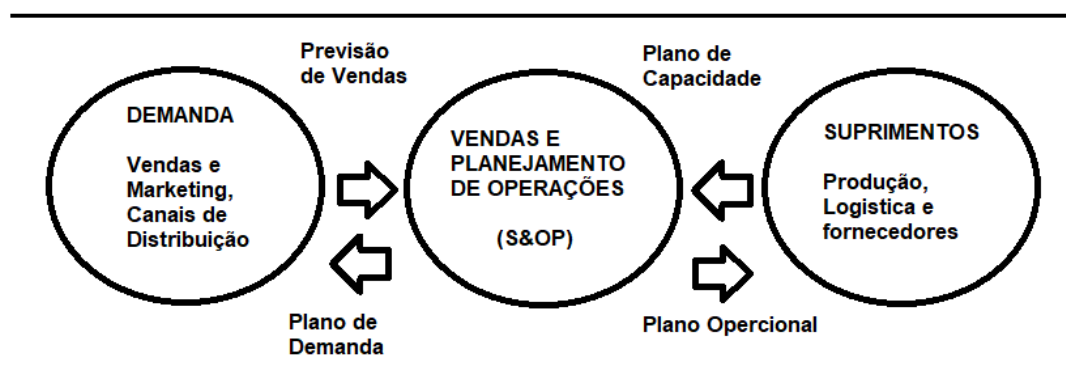 Previsão
de Vendas
Plano de
Capacidade
DEMANDA
Vendas e
Marketing,
Canais de
Distribuição
VENDAS E
PLANEJAMENTO
DE OPERAÇÕES
(S&OP)
SUPRIMENTOS
Produção,
Logistica e
fornecedores
Plano de
Demanda
Plano Opercional